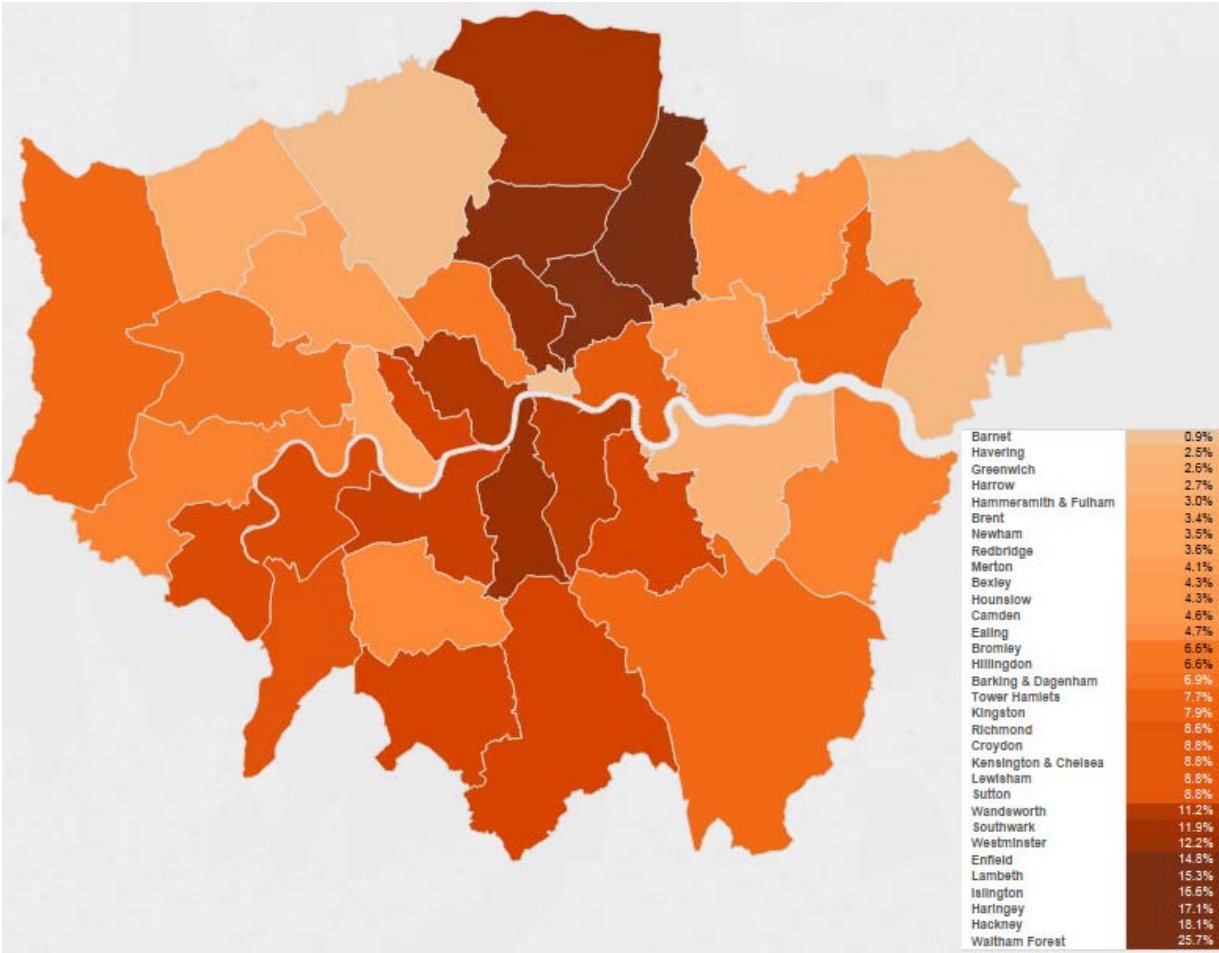 Barnet 0.9%
Havering 2.5%
Greenwich 2.6%
Harrow 2.7%
Hammersmith & Fulham 3.0%
Brent 3.4%
Newham 3.5%
Redbridge 3.6%
Merton 4.1%
Bexley 4.3%
Hounslow 4.3%
Camden 4.6%
Ealing 4.7%
Bromley 6.6%
Hillingdon 6.6%
Barking & Dagenham 6.9%
Tower Hamlets 7.7%
Kingston 7.9%
Richmond 8.6%
Croydon 8.8%
Kensington & Chelsea 8.8%
Lewisham 8.8%
Sutton 8.8%
Wandsworth 11.2%
Southwark 11.9%
Westminster 12.2%
Enfield 14.8%
Lambeth 15.3%
Islington 16.6%
Haringey 17.1%
Hackney 18.1%
Waltham Forest 25.7%